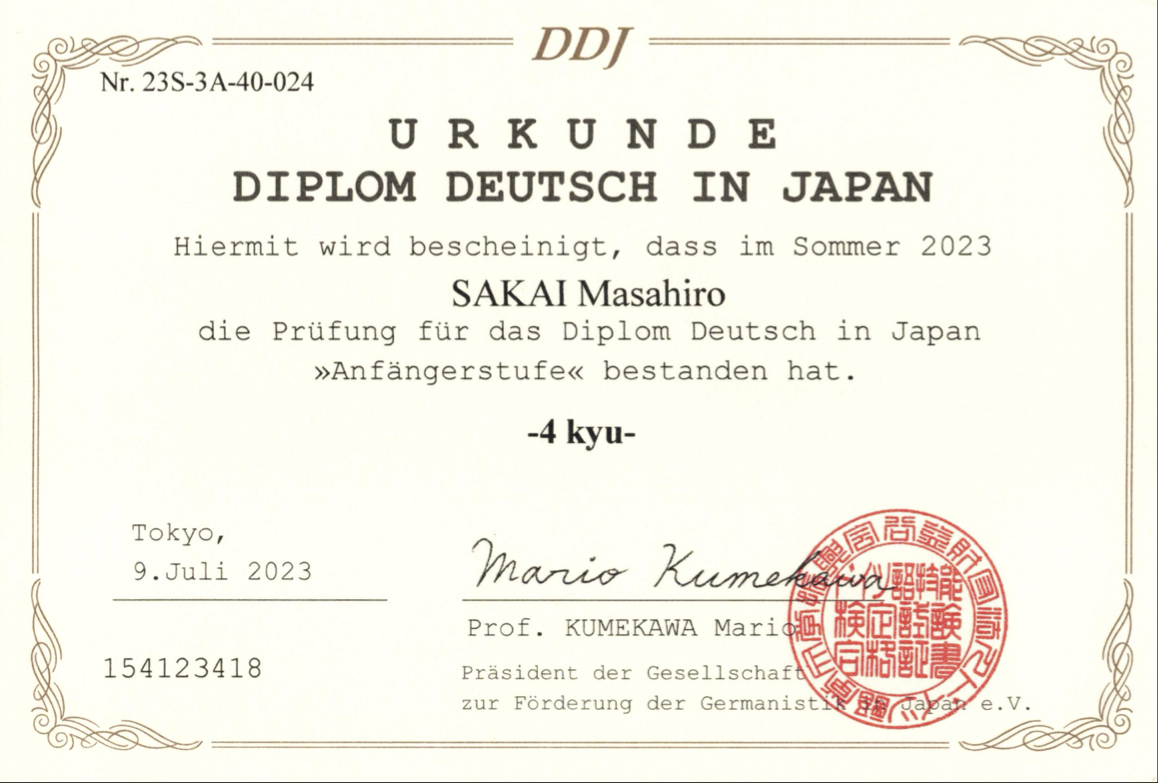 DDJ
Nr. 23S-3A-40-024
URKUNDE
DIPLOM DEUTSCH IN JAPAN
Hiermit wird bescheinigt, dass im Sommer 2023
SAKAI Masahiro
die Prüfung für das Diplom Deutsch in Japan
»Anfängerstufe« bestanden hat.
-4 kyu-
Tokyo,
9.Juli 2023
Mario Kumekawa
Prof. KUMEKAWA Mario
154123418
Präsident der Gesellschaft
zur Förderung der Germanistik in Japan e.V.